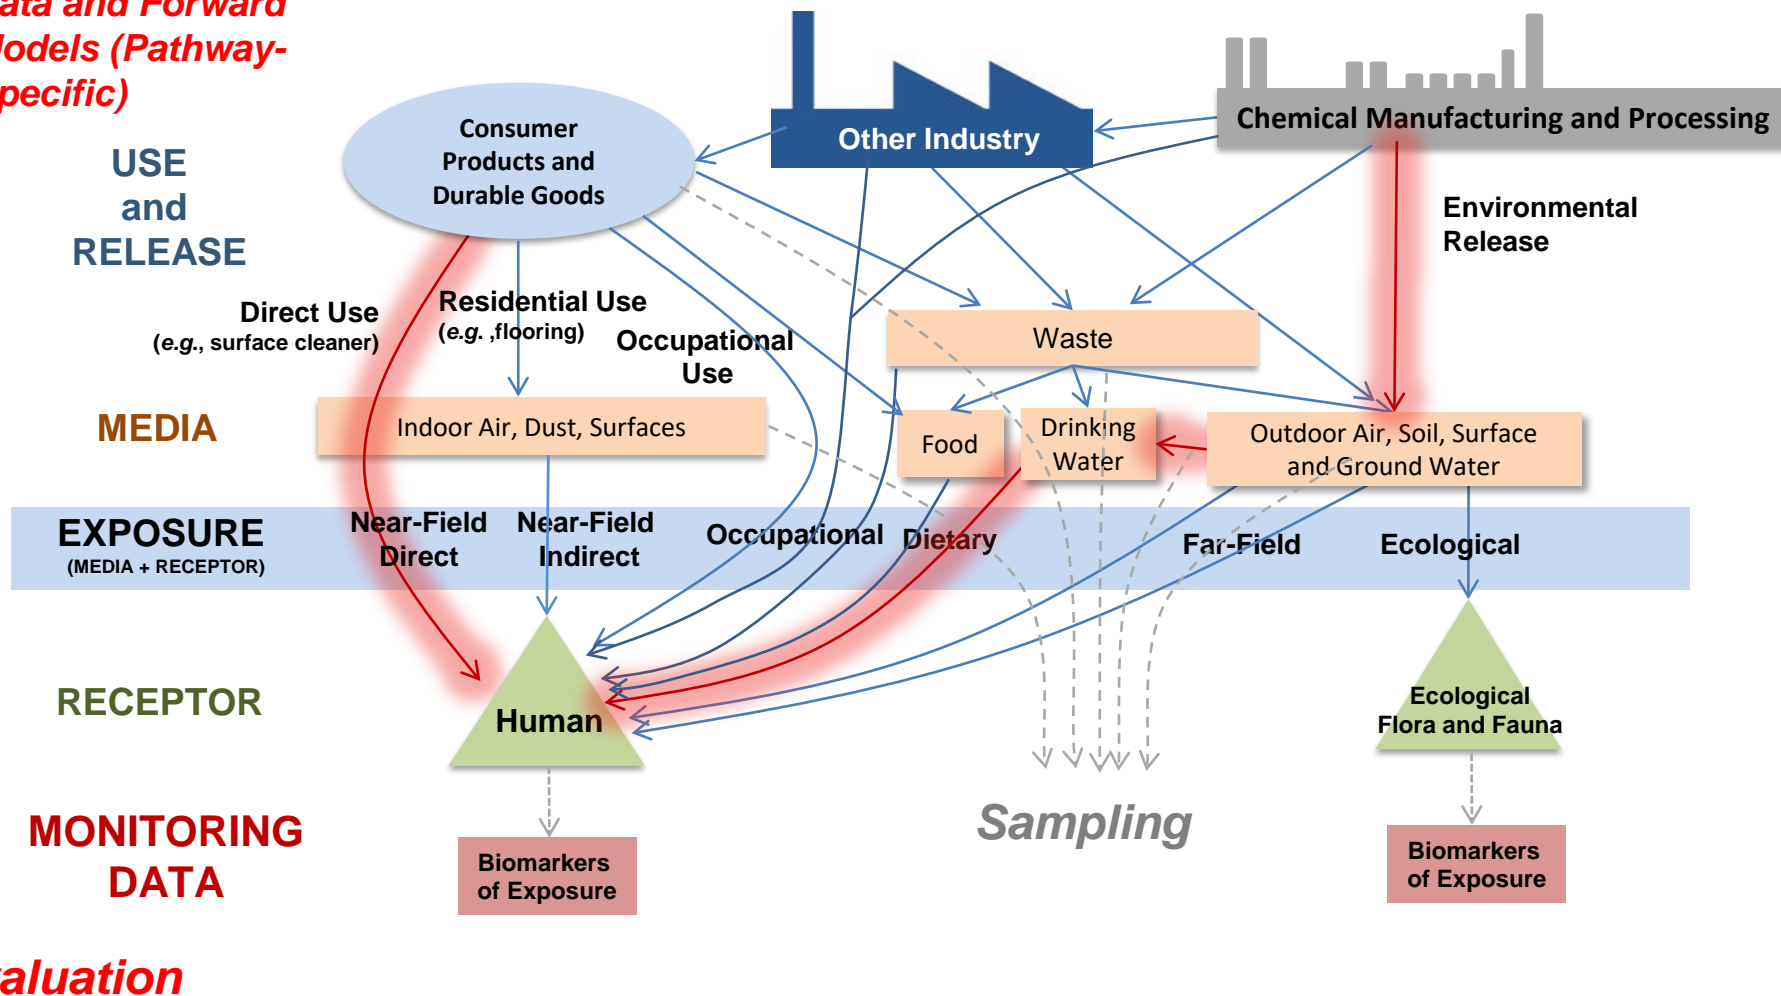 ata and Forward
odels (Pathway-
pecific)
Consumer
Products and
Durable Goods
Other Industry
Chemical Manufacturing and Processing
USE
and
RELEASE
Environmental
Release
Direct Use
(e.g., surface cleaner)
Residential Use
(e.g. ,flooring)
Occupational
Use
Waste
MEDIA
Indoor Air, Dust, Surfaces
Food
Drinking
Water
Outdoor Air, Soil, Surface
and Ground Water
EXPOSURE
(MEDIA + RECEPTOR)
Near-Field
Direct
Near-Field
Indirect
Occupational
Dietary
Far-Field
Ecological
RECEPTOR
Human
Ecological
Flora and Fauna
MONITORING
DATA
Biomarkers
of Exposure
Sampling
Biomarkers
of Exposure
valuation